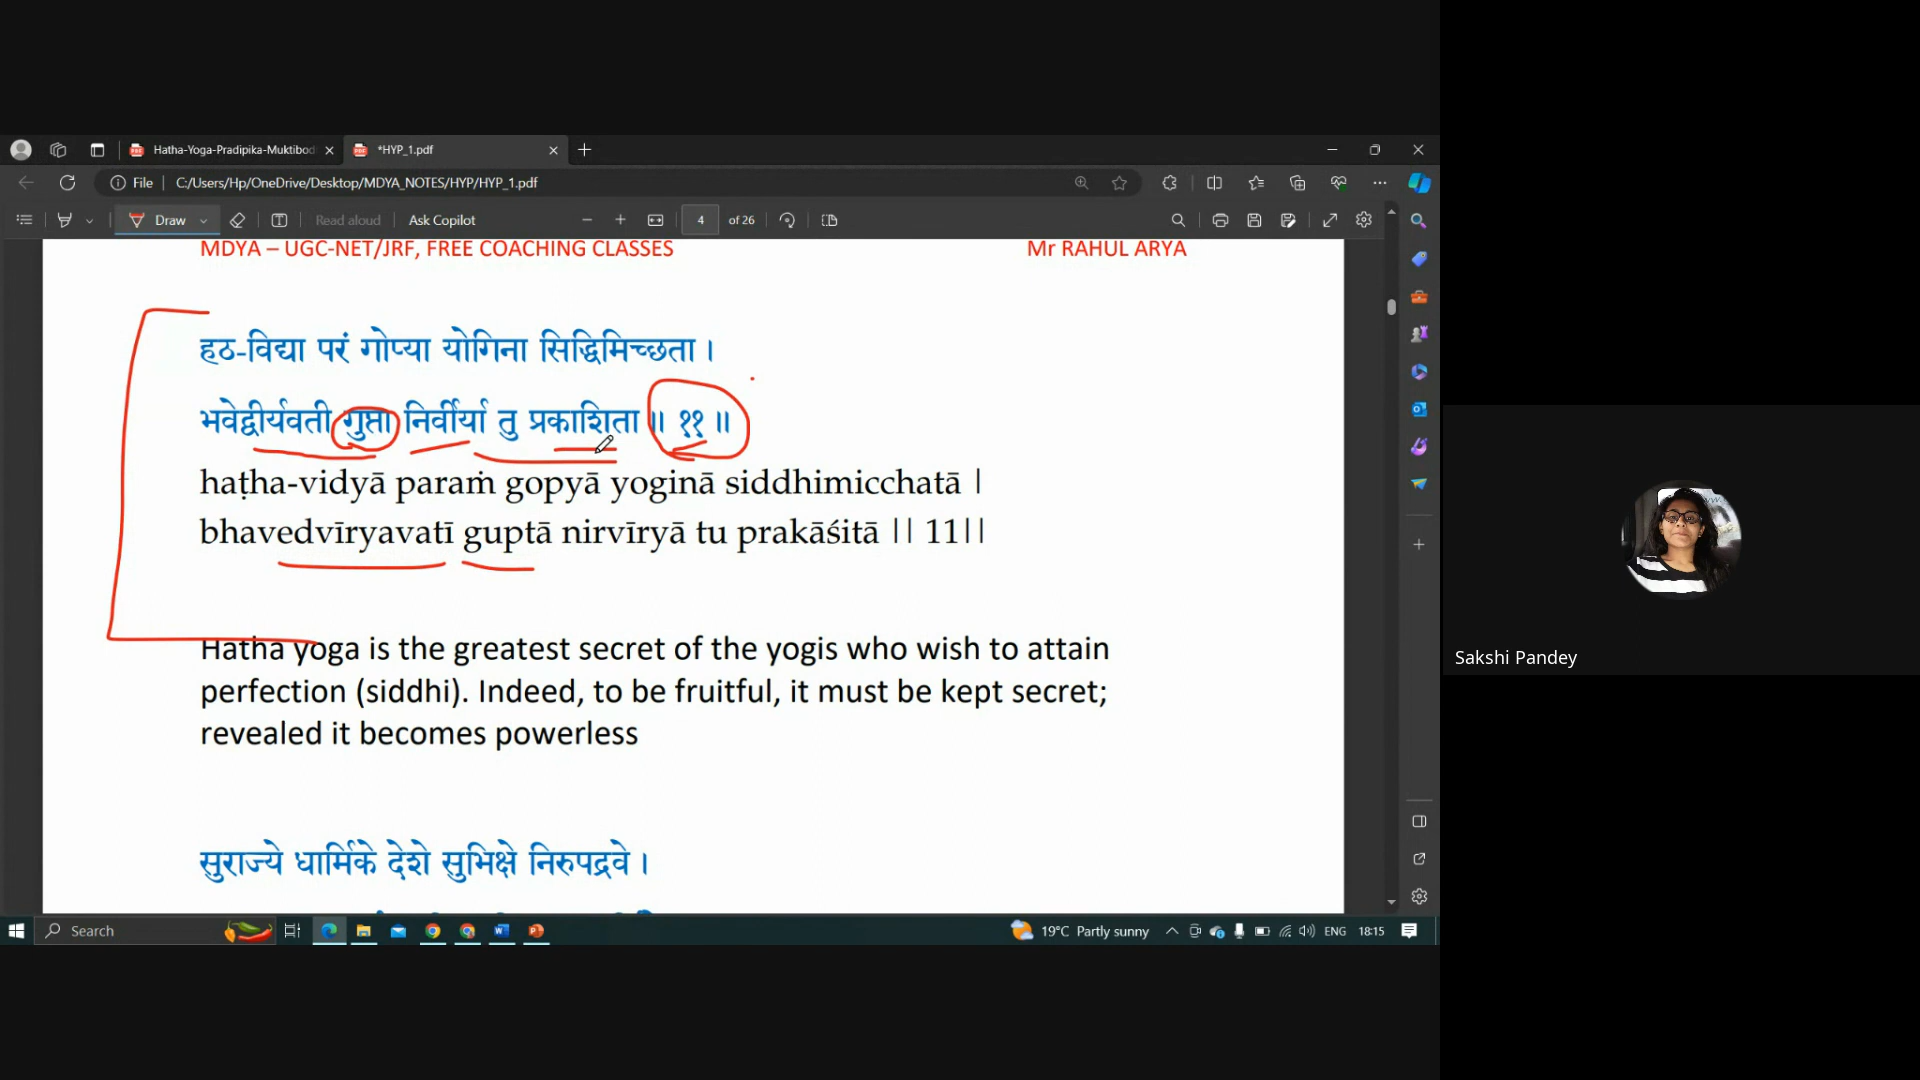 Hatha-Yoga-Pradipika-Muktibod
*HYP_1.pdf
File
C:/Users/Hp/OneDrive/Desktop/MDYA_NOTES/HYP/HYP_1.pdf
Draw
Read aloud
Ask Copilot
4 of 26
MDYA – UGC-NET/JRF, FREE COACHING CLASSES
Mr RAHUL ARYA
हठ-विद्या परं गोप्या योगिना सिद्धिमिच्छता ।
भवेद्वीर्यवती गुप्ता निर्वीर्या तु प्रकाशिता ॥ ११ ॥
haṭha-vidyā paraṁ gopyā yoginā siddhimicchatā |
bhavedvīryavatī guptā nirvīryā tu prakāśitā || 11||
Hatha yoga is the greatest secret of the yogis who wish to attain
perfection (siddhi). Indeed, to be fruitful, it must be kept secret;
revealed it becomes powerless
सुराज्ये धार्मिके देशे सुभिक्षे निरुपद्रवे ।
Sakshi Pandey
Search
19°C Partly sunny
ENG
18:15